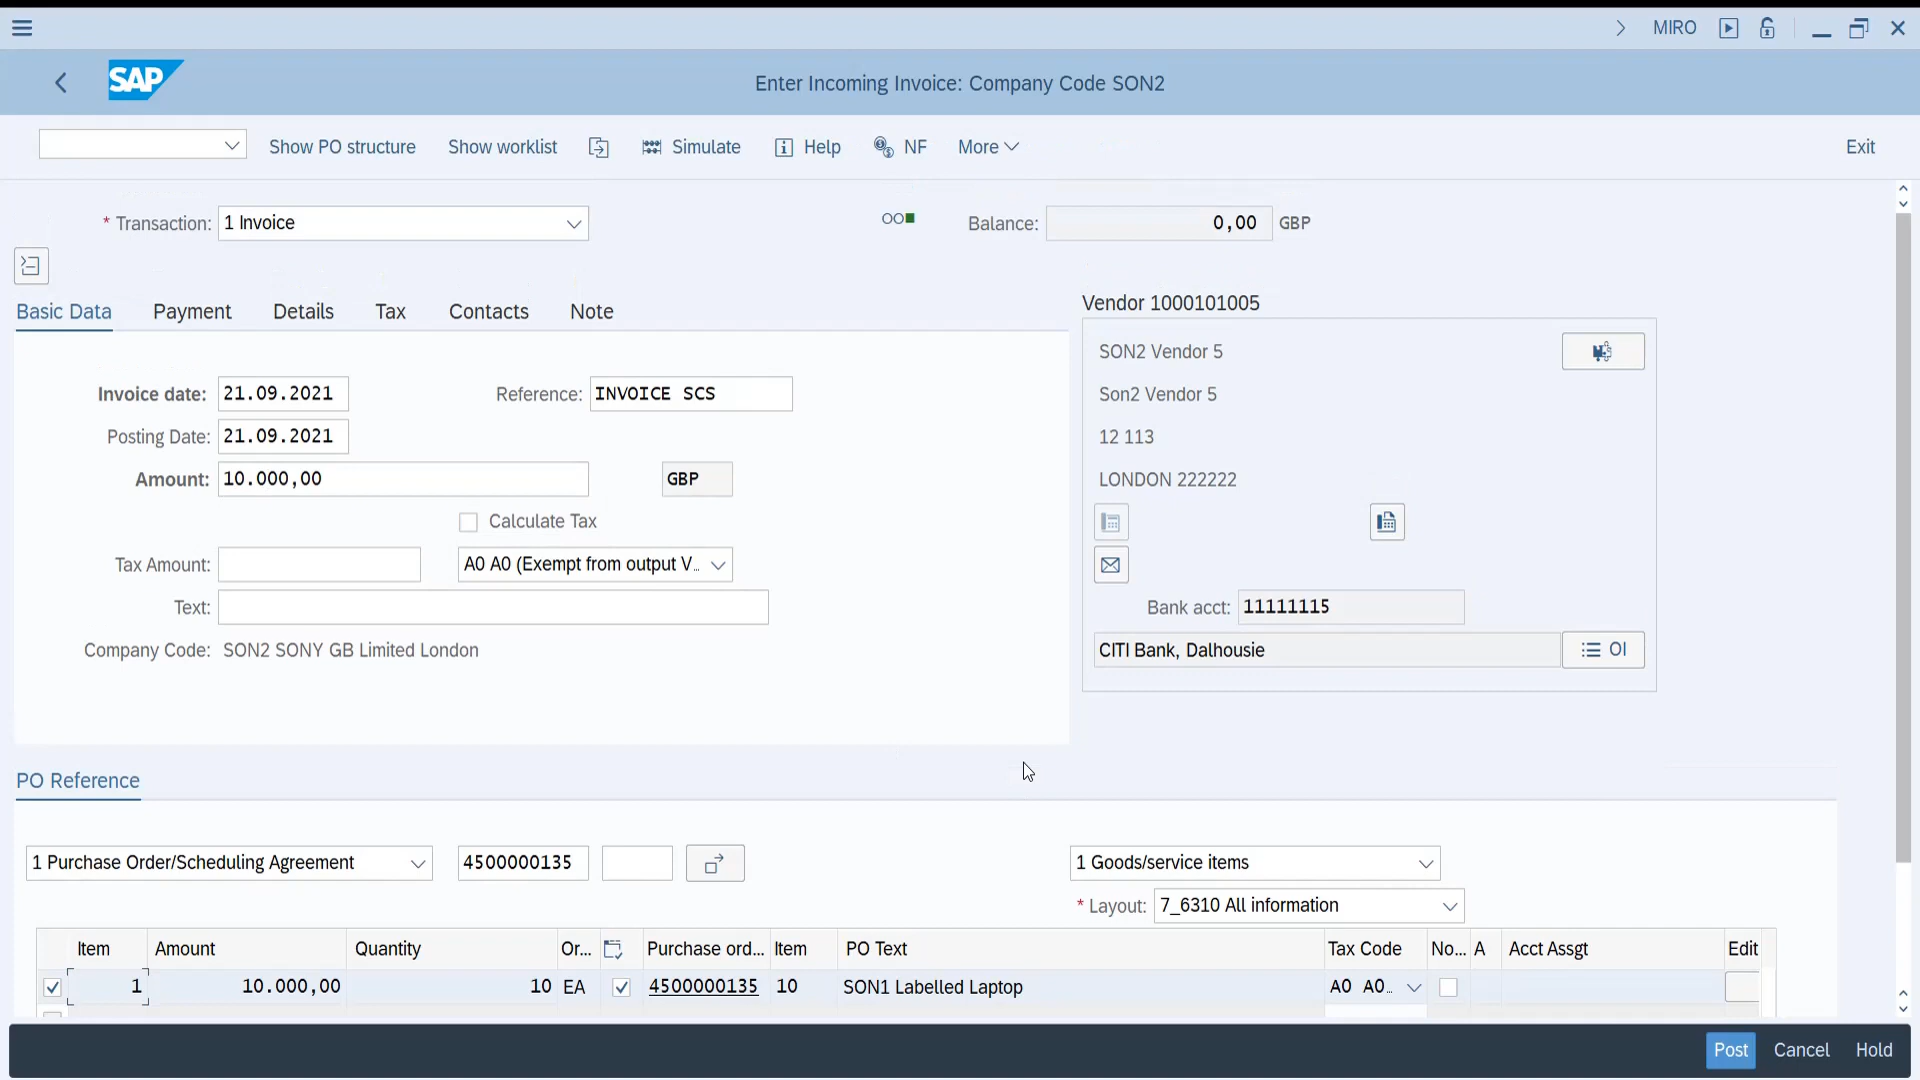 MIRO
SAP
Enter Incoming Invoice: Company Code SON2
Show PO structure Show worklist Simulate Help NF More Exit
* Transaction: 1 Invoice Balance: 0,00 GBP
Basic Data Payment Details Tax Contacts Note
Vendor 1000101005
SON2 Vendor 5
Invoice date: 21.09.2021 Reference: INVOICE SCS
Son2 Vendor 5
Posting Date: 21.09.2021
12 113
Amount: 10.000,00 GBP
LONDON 222222
Calculate Tax
Tax Amount: A0 A0 (Exempt from output V..
Text:
Bank acct: 11111115
Company Code: SON2 SONY GB Limited London
CITI Bank, Dalhousie OI
PO Reference
1 Purchase Order/Scheduling Agreement 4500000135 1 Goods/service items
* Layout: 7_6310 All information
Item Amount Quantity Or... Purchase ord... Item PO Text Tax Code No... A Acct Assgt Edit
1 10.000,00 10 EA 4500000135 10 SON1 Labelled Laptop A0 A0..
Post Cancel Hold